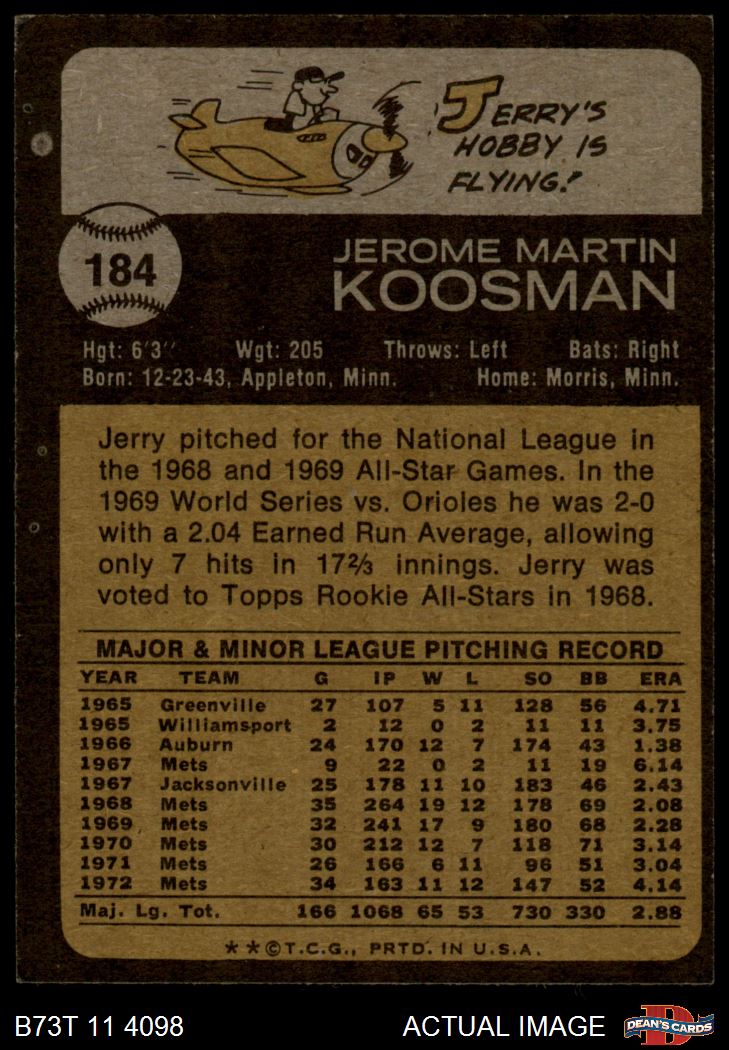 JERRY'S
HOBBY IS
FLYING!
184
JEROME MARTIN
KOOSMAN
Hgt: 6'3" Wgt: 205 Throws: Left Bats: Right
Born: 12-23-43, Appleton, Minn. Home: Morris, Minn.
Jerry pitched for the National League in
the 1968 and 1969 All-Star Games. In the
1969 World Series vs. Orioles he was 2-0
with a 2.04 Earned Run Average, allowing
only 7 hits in 17⅔ innings. Jerry was
voted to Topps Rookie All-Stars in 1968.
MAJOR & MINOR LEAGUE PITCHING RECORD
YEAR TEAM G IP W L SO BB ERA
1965 Greenville 27 107 5 11 128 56 4.71
1965 Williamsport 2 12 0 2 11 11 3.75
1966 Auburn 24 170 12 7 174 43 1.38
1967 Mets 9 22 0 2 11 19 6.14
1967 Jacksonville 25 178 11 10 183 46 2.43
1968 Mets 35 264 19 12 178 69 2.08
1969 Mets 32 241 17 9 180 68 2.28
1970 Mets 30 212 12 7 118 71 3.14
1971 Mets 26 166 6 11 96 51 3.04
1972 Mets 34 163 11 12 147 52 4.14
Maj. Lg. Tot. 166 1068 65 53 730 330 2.88
**©T.C.G., PRTD. IN U.S.A.
B73T 11 4098 ACTUAL IMAGE DEAN'S CARDS